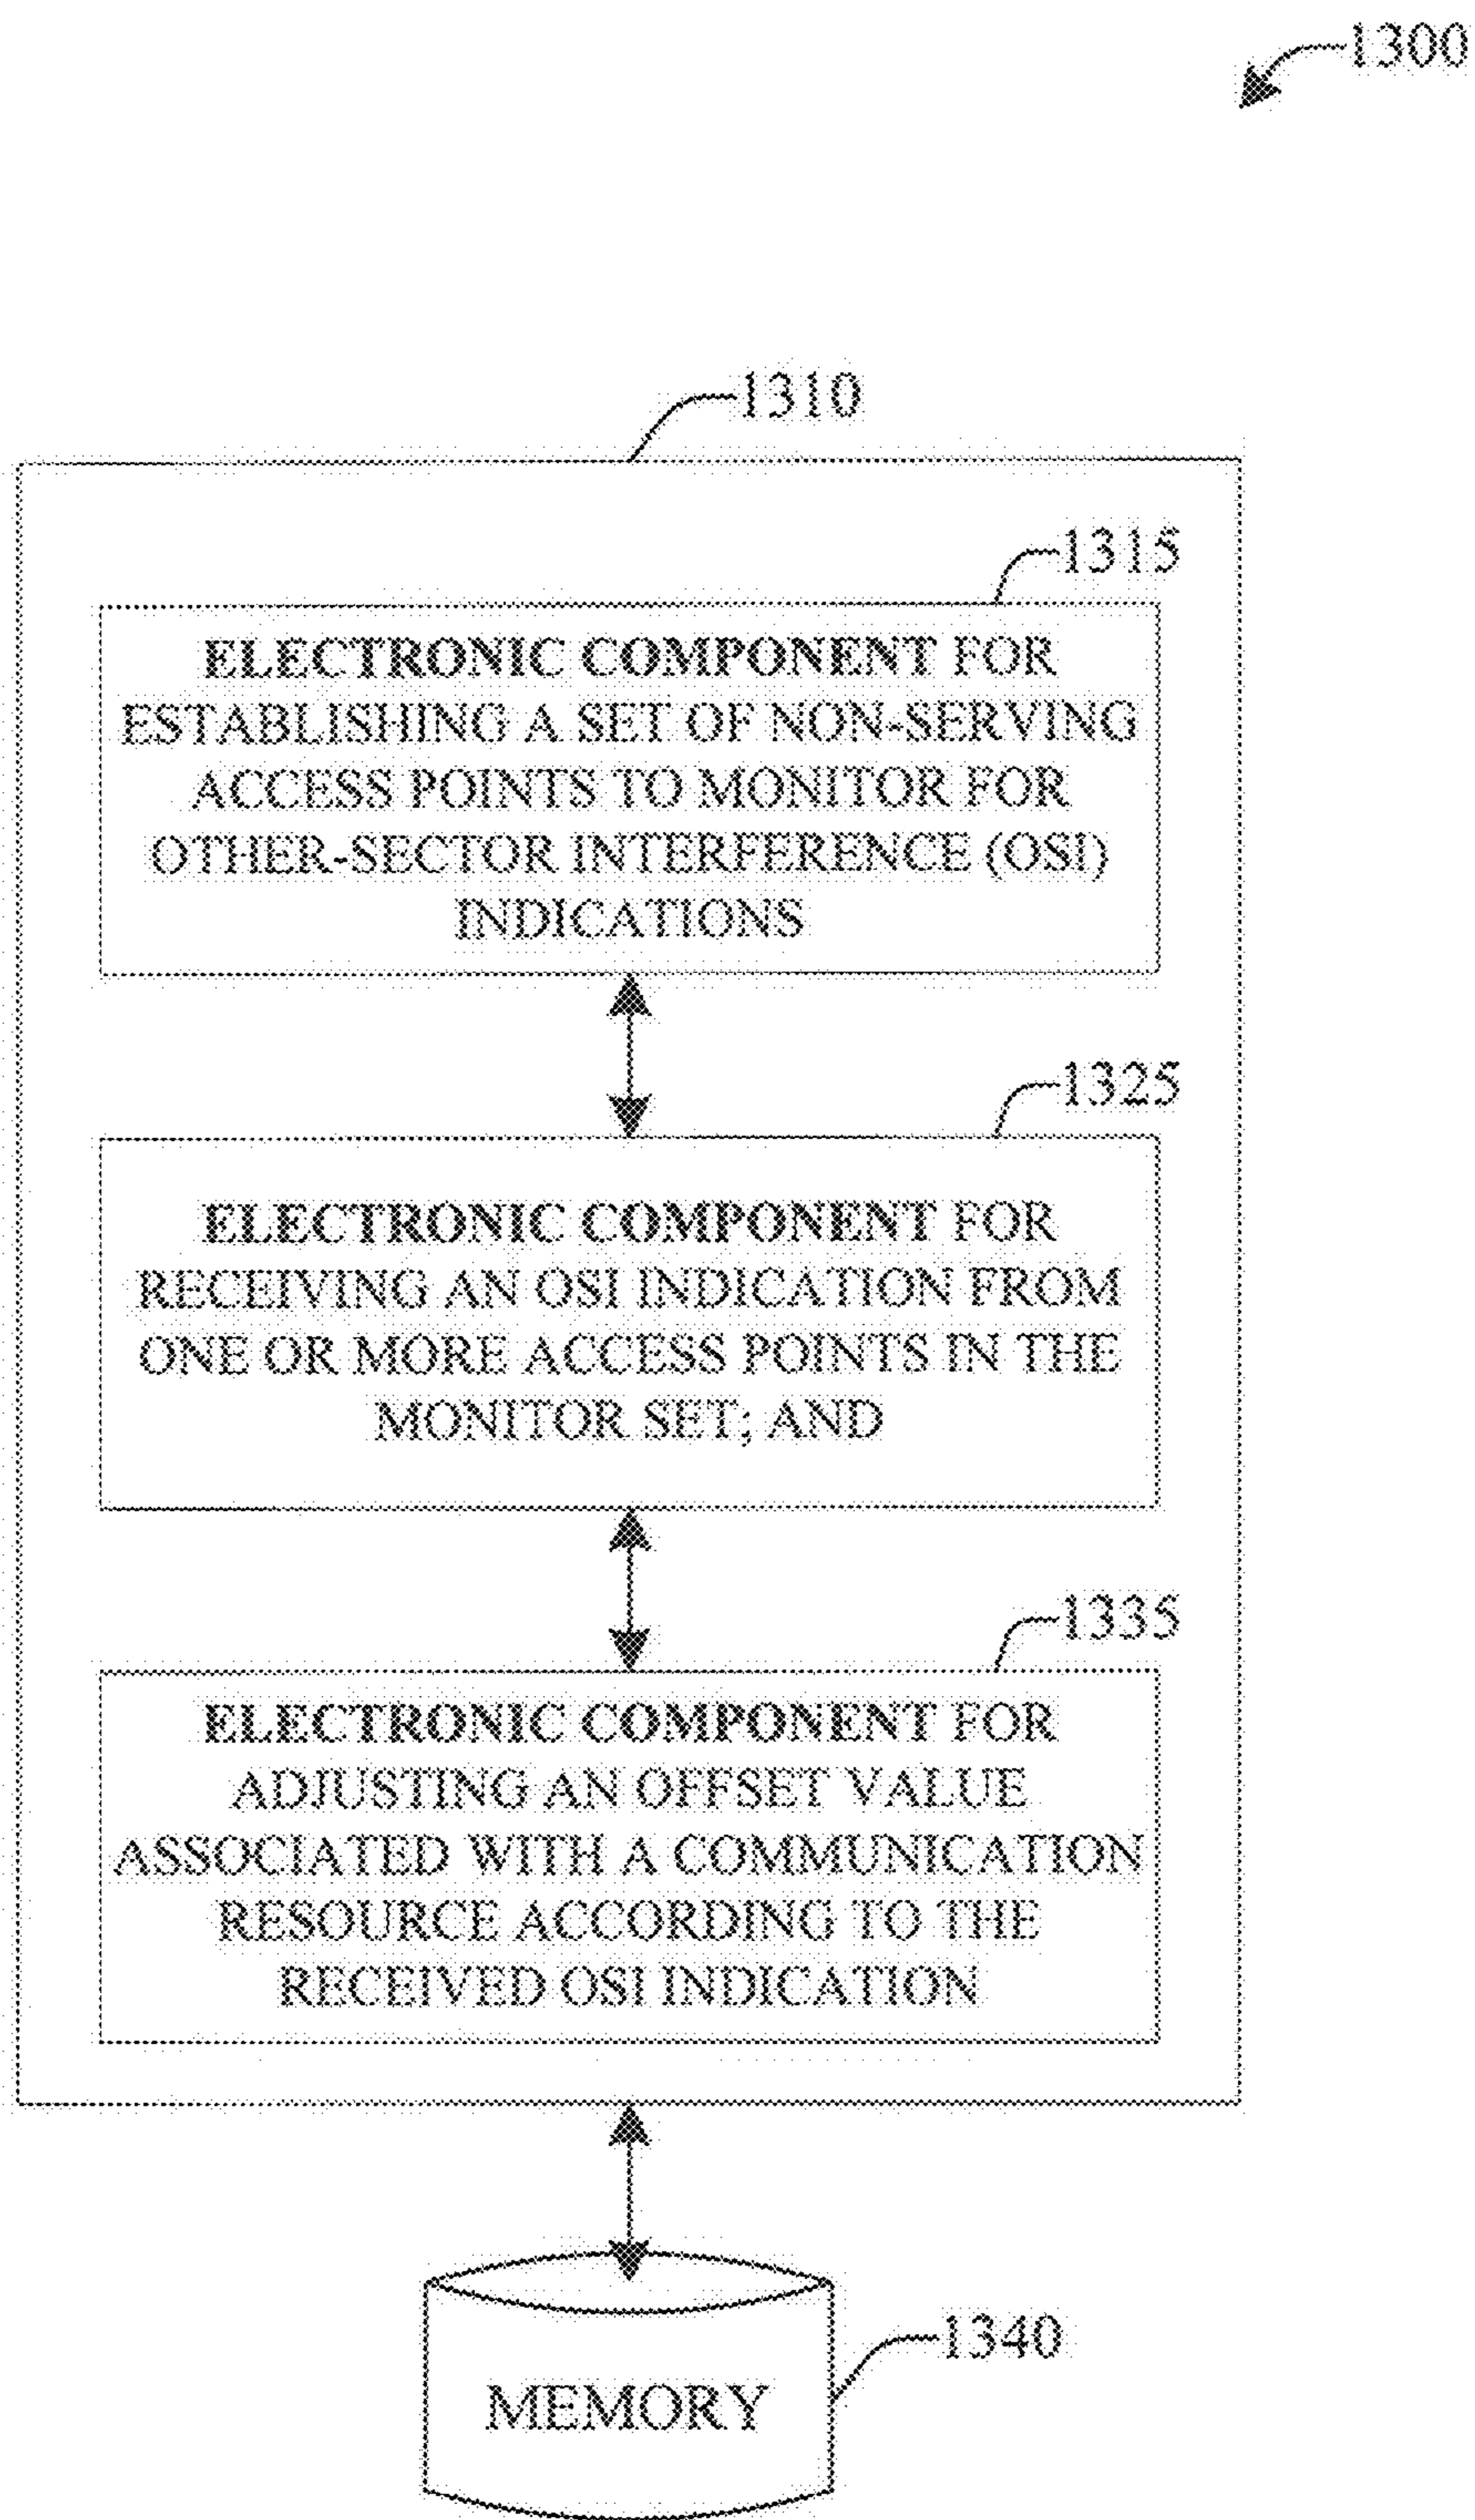 1300
1310
1315
ELECTRONIC COMPONENT FOR
ESTABLISHING A SET OF NON-SERVING
ACCESS POINTS TO MONITOR FOR
OTHER-SECTOR INTERFERENCE (OSI)
INDICATIONS
1325
ELECTRONIC COMPONENT FOR
RECEIVING AN OSI INDICATION FROM
ONE OR MORE ACCESS POINTS IN THE
MONITOR SET; AND
1335
ELECTRONIC COMPONENT FOR
ADJUSTING AN OFFSET VALUE
ASSOCIATED WITH A COMMUNICATION
RESOURCE ACCORDING TO THE
RECEIVED OSI INDICATION
1340
MEMORY